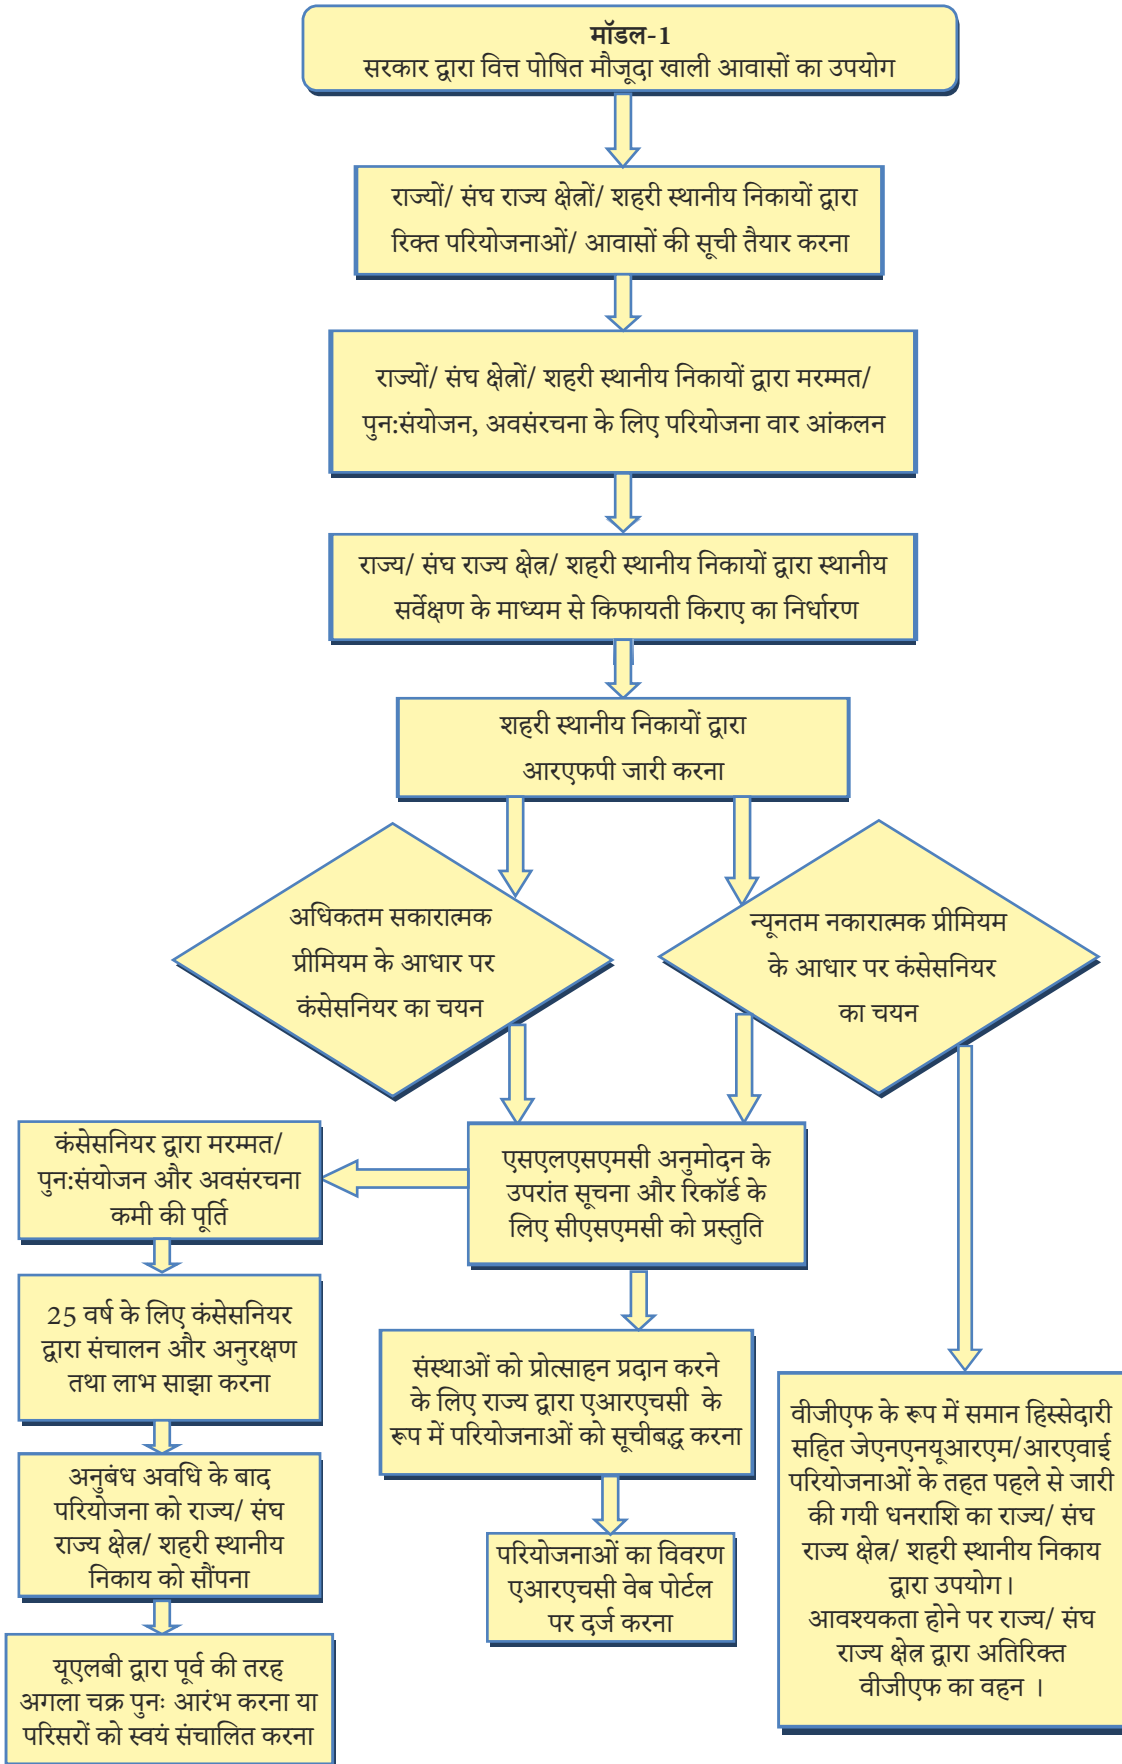 मॉडल-1
सरकार द्वारा वित्त पोषित मौजूदा खाली आवासों का उपयोग
राज्यों/ संघ राज्य क्षेत्रों/ शहरी स्थानीय निकायों द्वारा
रिक्त परियोजनाओं/ आवासों की सूची तैयार करना
राज्यों/ संघ क्षेत्रों/ शहरी स्थानीय निकायों द्वारा मरम्मत/
पुन:संयोजन, अवसंरचना के लिए परियोजना वार आंकलन
राज्य/ संघ राज्य क्षेत्र/ शहरी स्थानीय निकायों द्वारा स्थानीय
सर्वेक्षण के माध्यम से किफायती किराए का निर्धारण
शहरी स्थानीय निकायों द्वारा
आरएफपी जारी करना
अधिकतम सकारात्मक
प्रीमियम के आधार पर
कंसेसनियर का चयन
न्यूनतम नकारात्मक प्रीमियम
के आधार पर कंसेसनियर
का चयन
कंसेसनियर द्वारा मरम्मत/
पुन:संयोजन और अवसंरचना
कमी की पूर्ति
एसएलएसएमसी अनुमोदन के
उपरांत सूचना और रिकॉर्ड के
लिए सीएसएमसी को प्रस्तुति
25 वर्ष के लिए कंसेसनियर
द्वारा संचालन और अनुरक्षण
तथा लाभ साझा करना
संस्थाओं को प्रोत्साहन प्रदान करने
के लिए राज्य द्वारा एआरएचसी के
रूप में परियोजनाओं को सूचीबद्ध करना
वीजीएफ के रूप में समान हिस्सेदारी
सहित जेएनएनयूआरएम/आरएवाई
परियोजनाओं के तहत पहले से जारी
की गयी धनराशि का राज्य/ संघ
राज्य क्षेत्र/ शहरी स्थानीय निकाय
द्वारा उपयोग।
आवश्यकता होने पर राज्य/ संघ
राज्य क्षेत्र द्वारा अतिरिक्त
वीजीएफ का वहन ।
अनुबंध अवधि के बाद
परियोजना को राज्य/ संघ
राज्य क्षेत्र/ शहरी स्थानीय
निकाय को सौंपना
परियोजनाओं का विवरण
एआरएचसी वेब पोर्टल
पर दर्ज करना
यूएलबी द्वारा पूर्व की तरह
अगला चक्र पुनः आरंभ करना या
परिसरों को स्वयं संचालित करना